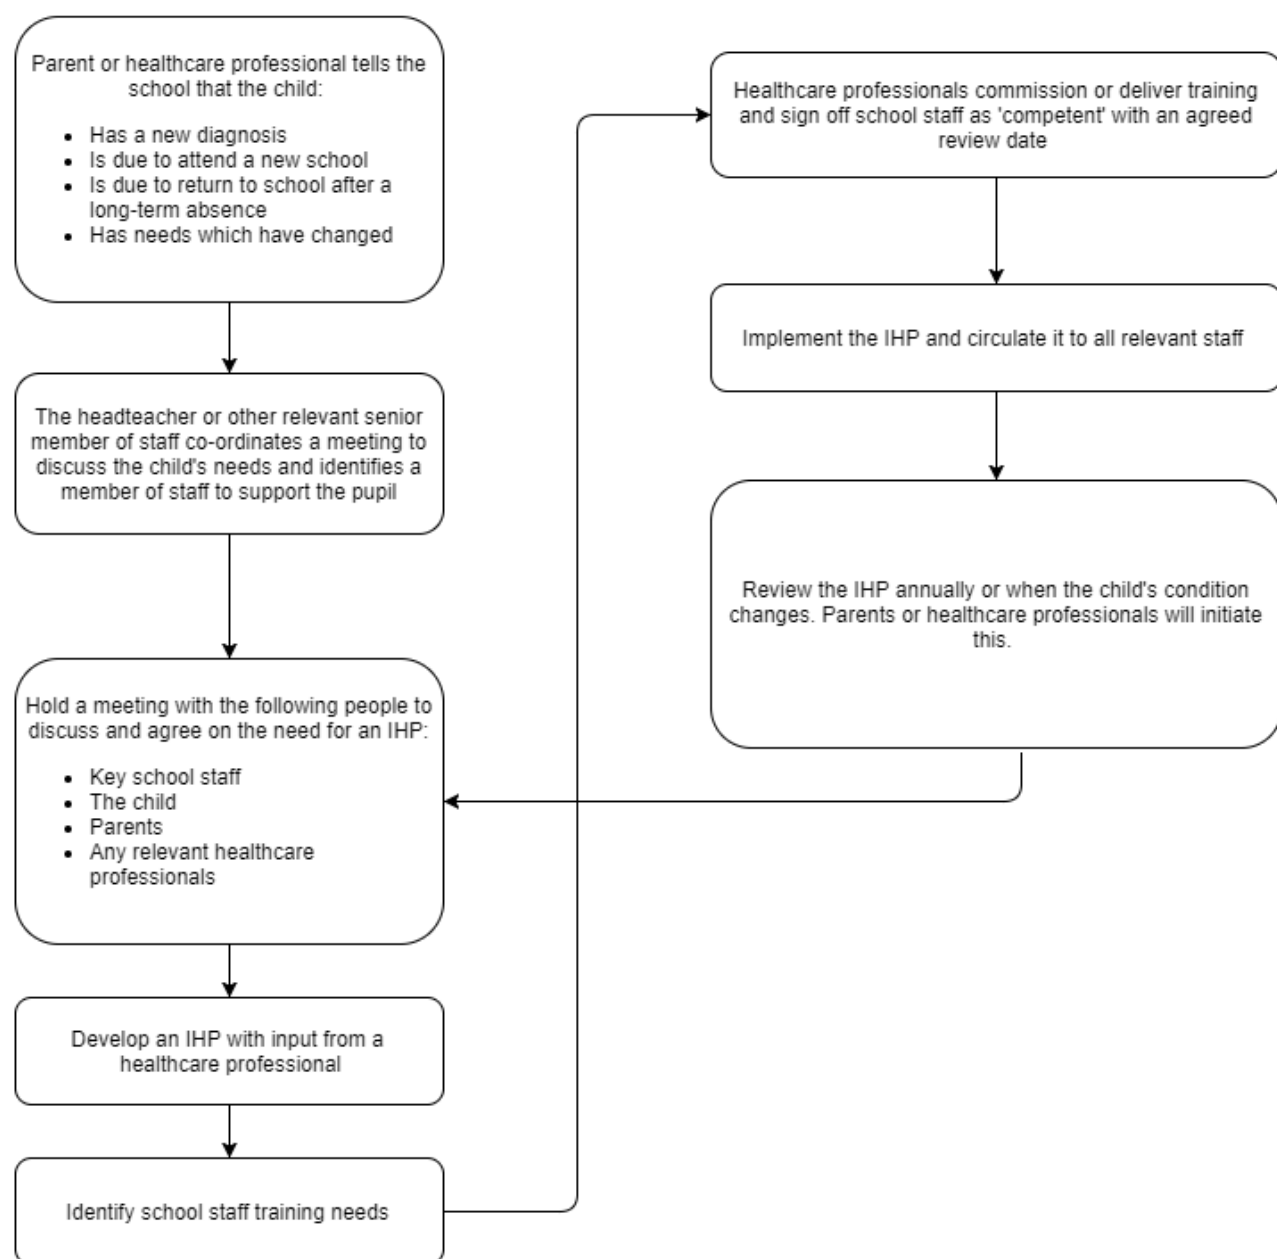 Parent or healthcare professional tells the
school that the child:
• Has a new diagnosis
• Is due to attend a new school
• Is due to return to school after a
long-term absence
• Has needs which have changed
The headteacher or other relevant senior
member of staff co-ordinates a meeting to
discuss the child's needs and identifies a
member of staff to support the pupil
Hold a meeting with the following people to
discuss and agree on the need for an IHP:
• Key school staff
• The child
• Parents
• Any relevant healthcare
professionals
Develop an IHP with input from a
healthcare professional
Identify school staff training needs
Healthcare professionals commission or deliver training
and sign off school staff as 'competent' with an agreed
review date
Implement the IHP and circulate it to all relevant staff
Review the IHP annually or when the child's condition
changes. Parents or healthcare professionals will initiate
this.